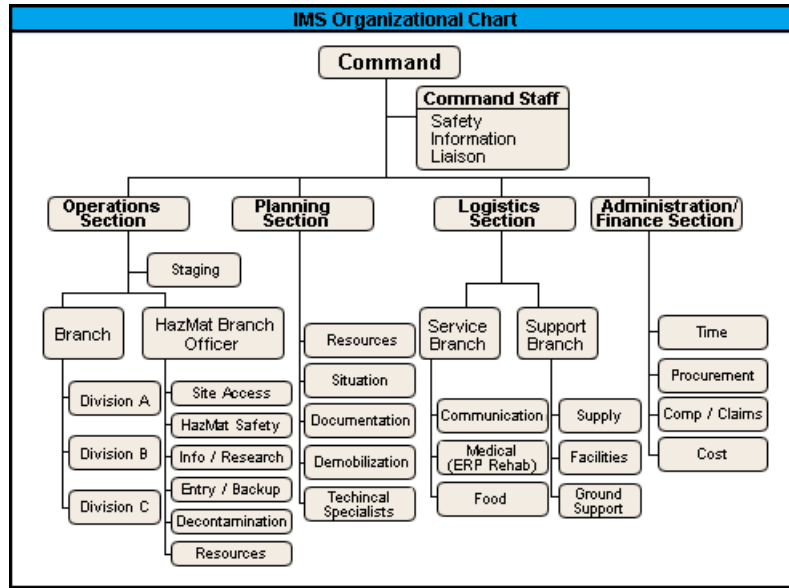 IMS Organizational Chart
Command
Command Staff
Safety
Information
Liaison
Operations
Section
Planning
Section
Logistics
Section
Administration/
Finance Section
Staging
Branch
HazMat Branch
Officer
Service
Branch
Support
Branch
Division A
Division B
Division C
Site Access
HazMat Safety
Info / Research
Entry / Backup
Decontamination
Resources
Resources
Situation
Documentation
Demobilization
Techincal
Specialists
Communication
Medical
(ERP Rehab)
Food
Supply
Facilities
Ground
Support
Time
Procurement
Comp / Claims
Cost